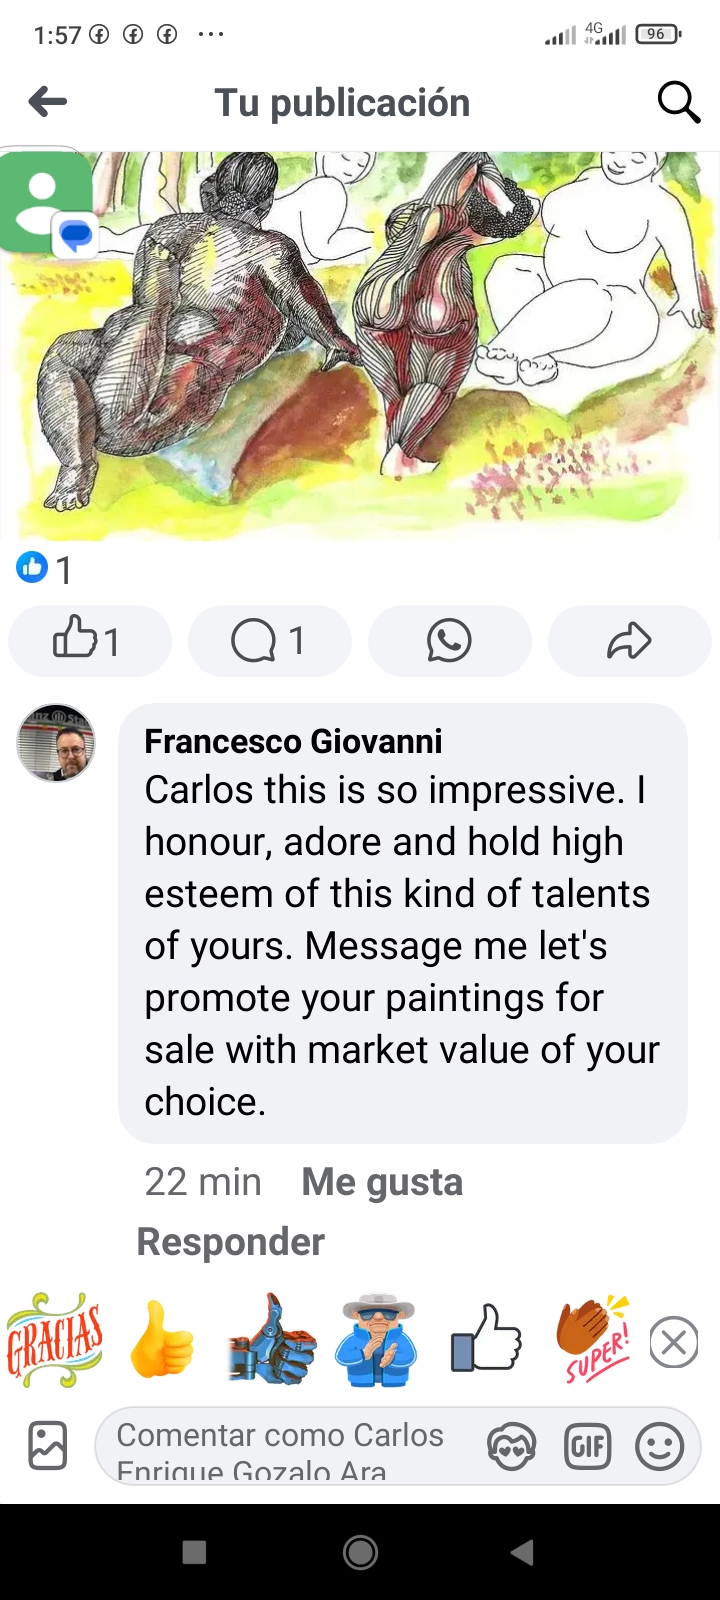 1:57
4G
96
Tu publicación
1
1
1
Francesco Giovanni
Carlos this is so impressive. I
honour, adore and hold high
esteem of this kind of talents
of yours. Message me let's
promote your paintings for
sale with market value of your
choice.
22 min Me gusta
Responder
GRACIAS
SUPER!
Comentar como Carlos
Enrique Gozalo Ara
GIF